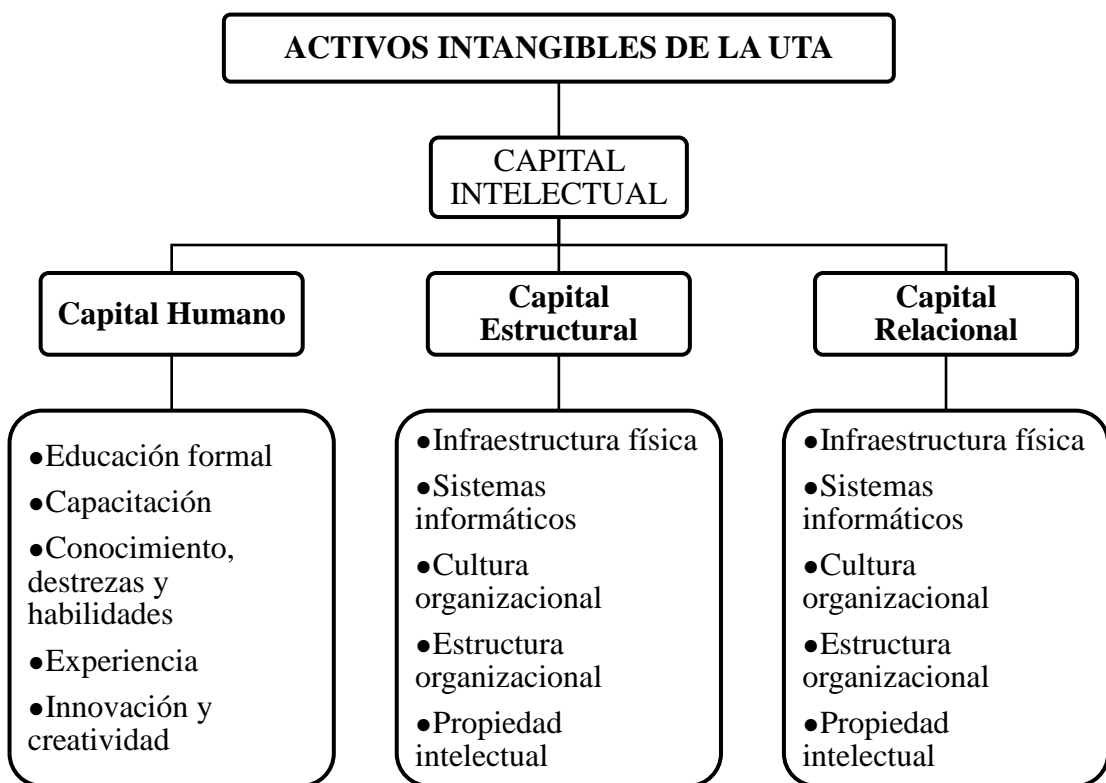 ACTIVOS INTANGIBLES DE LA UTA
CAPITAL
INTELECTUAL
Capital Humano
Capital
Estructural
Capital
Relacional
●Educación formal
●Capacitación
●Conocimiento,
destrezas y
habilidades
●Experiencia
●Innovación y
creatividad
●Infraestructura física
●Sistemas
informáticos
●Cultura
organizacional
●Estructura
organizacional
●Propiedad
intelectual
●Infraestructura física
●Sistemas
informáticos
●Cultura
organizacional
●Estructura
organizacional
●Propiedad
intelectual